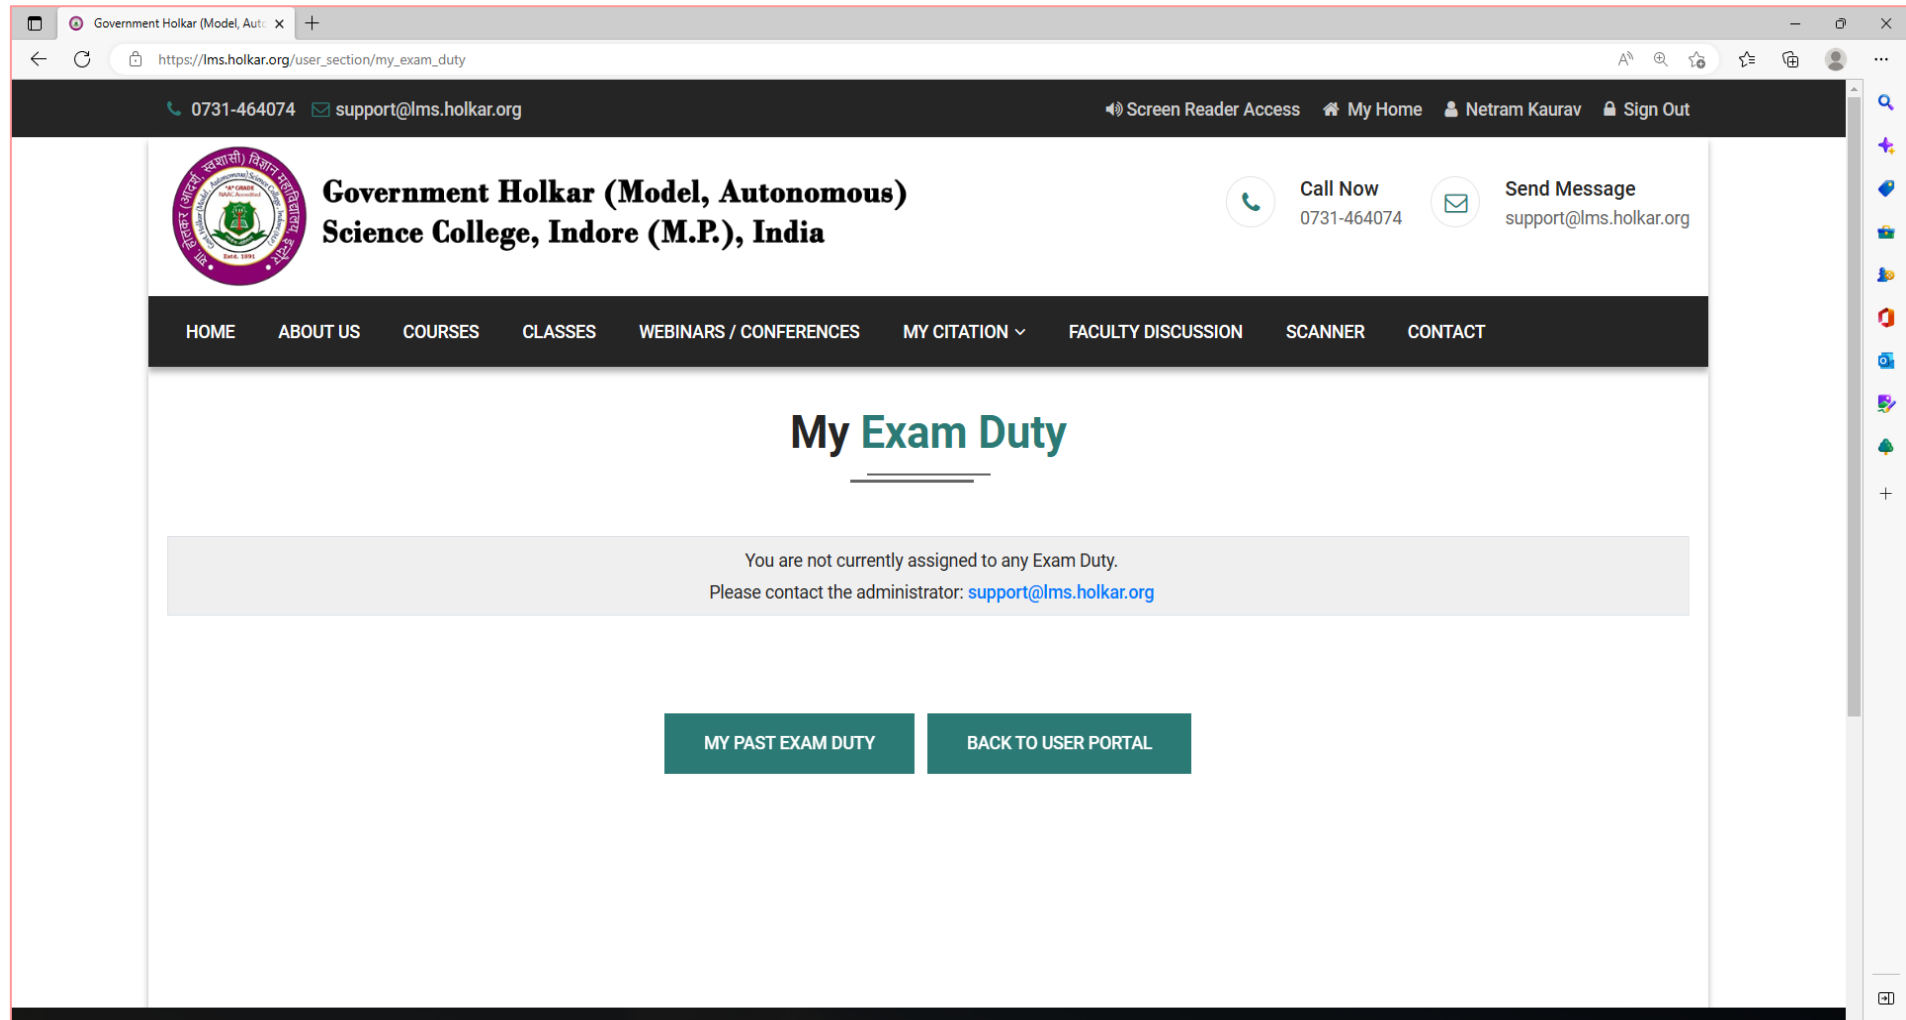 Government Holkar (Model, Auto
https://lms.holkar.org/user_section/my_exam_duty
0731-464074 support@lms.holkar.org
Screen Reader Access My Home Netram Kaurav Sign Out
Government Holkar (Model, Autonomous)
Science College, Indore (M.P.), India
Call Now
0731-464074
Send Message
support@lms.holkar.org
HOME ABOUT US COURSES CLASSES WEBINARS / CONFERENCES MY CITATION FACULTY DISCUSSION SCANNER CONTACT
My Exam Duty
You are not currently assigned to any Exam Duty.
Please contact the administrator: support@lms.holkar.org
MY PAST EXAM DUTY BACK TO USER PORTAL